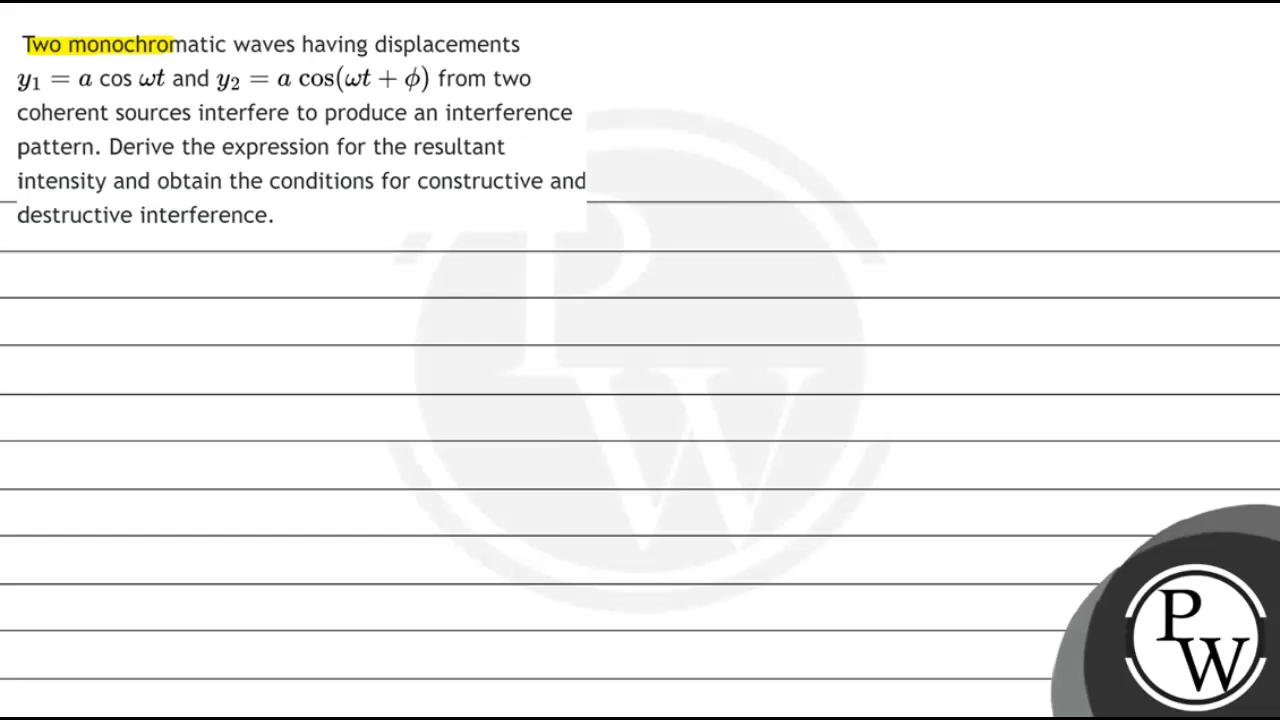 Two monochromatic waves having displacements
y₁ = a cos ωt and y₂ = a cos(ωt + ϕ) from two
coherent sources interfere to produce an interference
pattern. Derive the expression for the resultant
intensity and obtain the conditions for constructive and
destructive interference.
P
W
P
W